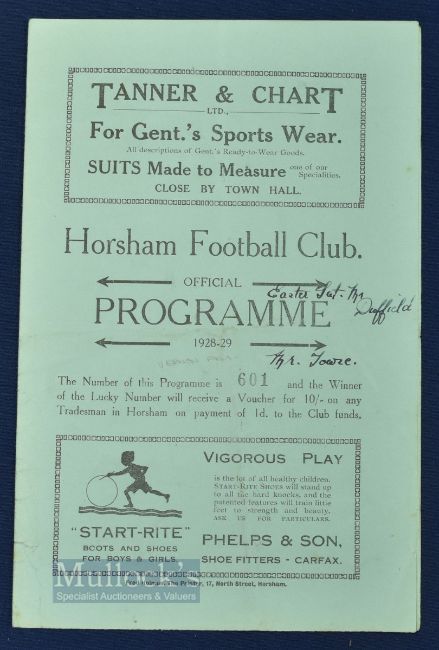 TANNER & CHART
LTD.,
For Gent.'s Sports Wear.
All descriptions of Gent.'s Ready-to-Wear Goods.
SUITS Made to Measure one of our Specialities.
CLOSE BY TOWN HALL.
Horsham Football Club.
OFFICIAL
Easter Sat. Mr Duffield
PROGRAMME
1928-29
Mr. Towse.
The Number of this Programme is 601 and the Winner
of the Lucky Number will receive a Voucher for 10/- on any
Tradesman in Horsham on payment of 1d. to the Club funds.
VIGOROUS PLAY
is the lot of all healthy children.
START-RITE SHOES will stand up
to all the hard knocks, and the
patented features will train little
feet to strength and beauty.
ASK US FOR PARTICULARS.
"START-RITE"
BOOTS AND SHOES
FOR BOYS & GIRLS
PHELPS & SON,
SHOE FITTERS - CARFAX.
Mullock's
Specialist Auctioneers & Valuers
The Printer, 17, North Street, Horsham.